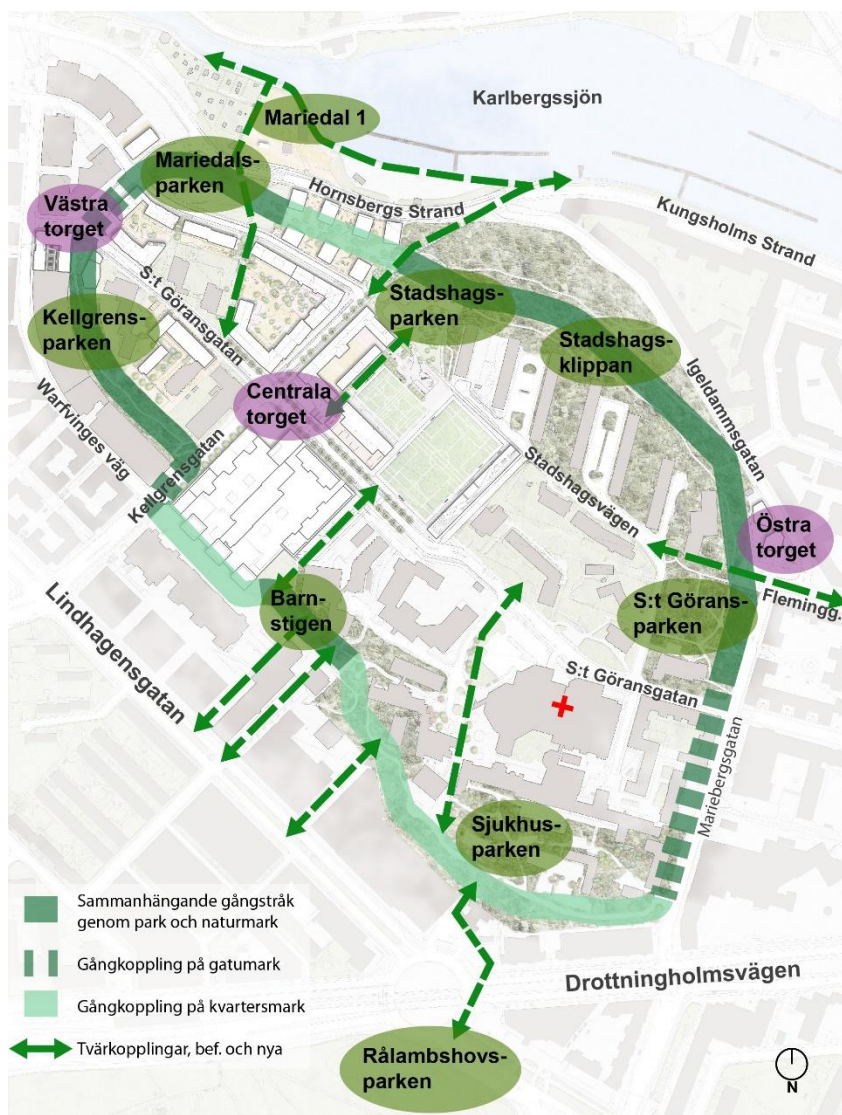 Karlbergssjön
Mariedal 1
Mariedals-
parken
Västra
torget
Hornsbergs Strand
Kungsholms Strand
S:t Göransgatan
Stadshags-
parken
Kellgrens-
parken
Stadshags-
klippan
Igeldammsgatan
Centrala
torget
Warfvinges väg
Kellgrensgatan
Stadshagsvägen
Östra
torget
Barn-
stigen
S:t Görans-
parken
Flemingg.
Lindhagensgatan
S:t Göransgatan
Mariebergsgatan
Sjukhus-
parken
Sammanhängande gångstråk
genom park och naturmark
Gångkoppling på gatumark
Gångkoppling på kvartersmark
Tvärkopplingar, bef. och nya
Drottningholmsvägen
Rålambshovs-
parken
N